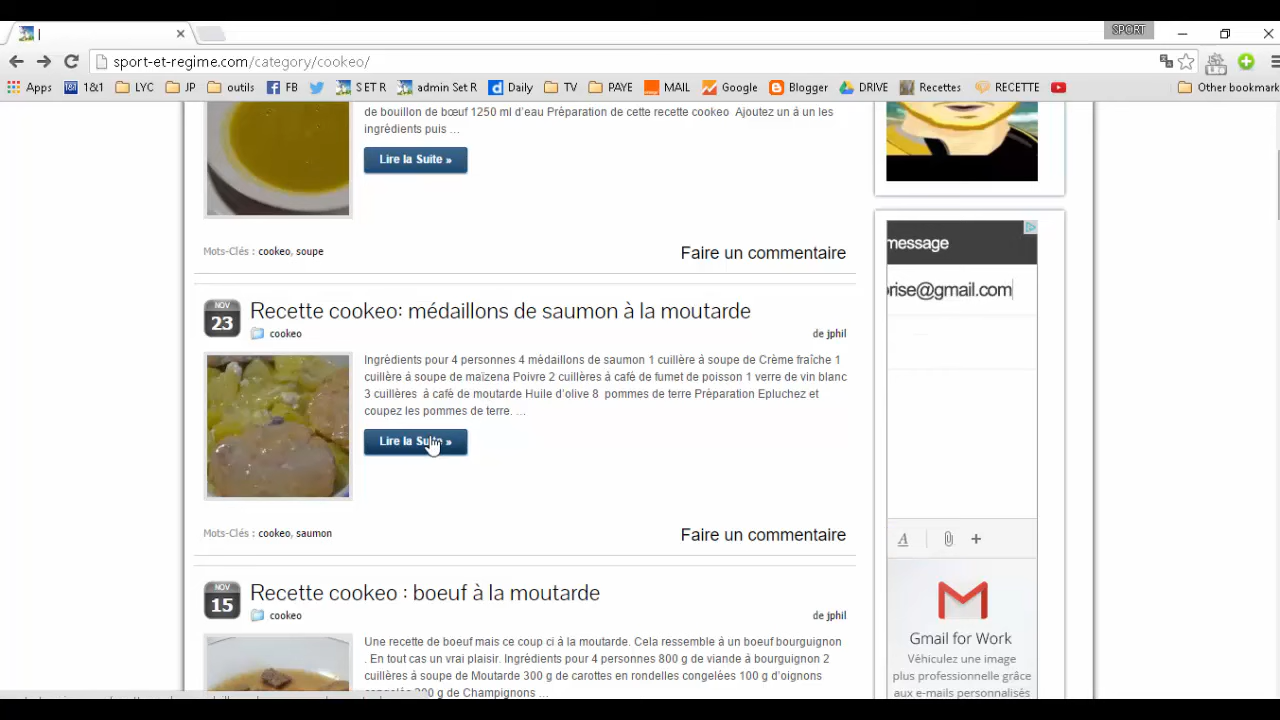 SPORT
sport-et-regime.com/category/cookeo/
Apps 1&1 LYC JP outils FB S ET R admin Set R Daily TV PAYE MAIL Google Blogger DRIVE Recettes RECETTE Other bookmark
de bouillon de bœuf 1250 ml d'eau Préparation de cette recette cookeo Ajoutez un à un les
ingrédients puis ...
Lire la Suite »
Mots-Clés : cookeo, soupe
Faire un commentaire
NOV
23
Recette cookeo: médaillons de saumon à la moutarde
cookeo
de jphil
Ingrédients pour 4 personnes 4 médaillons de saumon 1 cuillère à soupe de Crème fraîche 1
cuillère à soupe de maïzena Poivre 2 cuillères à café de fumet de poisson 1 verre de vin blanc
3 cuillères à café de moutarde Huile d'olive 8 pommes de terre Préparation Epluchez et
coupez les pommes de terre. ...
Lire la Suite »
Mots-Clés : cookeo, saumon
Faire un commentaire
NOV
15
Recette cookeo : boeuf à la moutarde
cookeo
de jphil
Une recette de boeuf mais ce coup ci à la moutarde. Cela ressemble à un boeuf bourguignon
. En tout cas un vrai plaisir. Ingrédients pour 4 personnes 800 g de viande à bourguignon 2
cuillères à soupe de Moutarde 300 g de carottes en rondelles congelées 100 g d'oignons
congelés 200 g de Champignons ...
message
rise@gmail.com
A
Gmail for Work
Véhiculez une image
plus professionnelle grâce
aux e-mails personnalisés